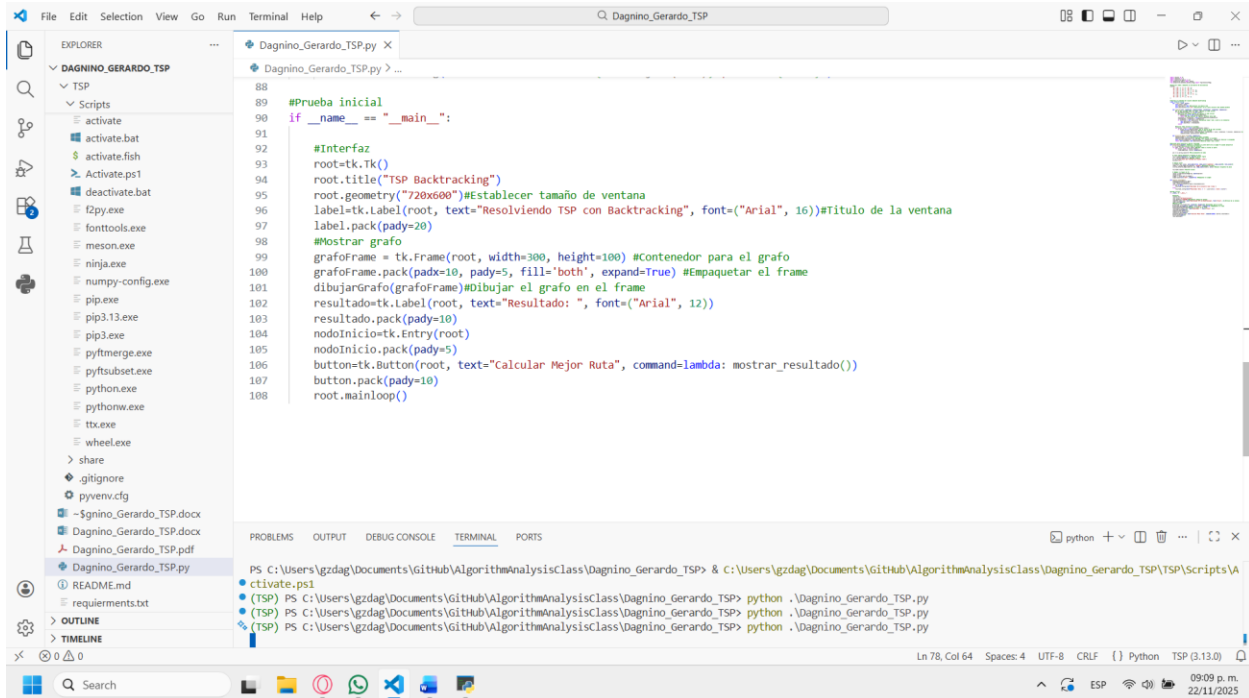 File Edit Selection View Go Run Terminal Help
Dagnino_Gerardo_TSP
EXPLORER
DAGNINO_GERARDO_TSP
TSP
Scripts
activate
activate.bat
activate.fish
Activate.ps1
deactivate.bat
f2py.exe
fonttools.exe
meson.exe
ninja.exe
numpy-config.exe
pip.exe
pip3.13.exe
pip3.exe
pyftmerge.exe
pyftsubset.exe
python.exe
pythonw.exe
ttx.exe
wheel.exe
share
.gitignore
pyvenv.cfg
~$gnino_Gerardo_TSP.docx
Dagnino_Gerardo_TSP.docx
Dagnino_Gerardo_TSP.pdf
Dagnino_Gerardo_TSP.py
README.md
requierments.txt
OUTLINE
TIMELINE
2
Dagnino_Gerardo_TSP.py
Dagnino_Gerardo_TSP.py > ...
88
89 #Prueba inicial
90 if __name__ == "__main__":
91
92 #Interfaz
93 root=tk.Tk()
94 root.title("TSP Backtracking")
95 root.geometry("720x600")#Establecer tamaño de ventana
96 label=tk.Label(root, text="Resolviendo TSP con Backtracking", font=("Arial", 16))#Titulo de la ventana
97 label.pack(pady=20)
98 #Mostrar grafo
99 grafoFrame = tk.Frame(root, width=300, height=100) #Contenedor para el grafo
100 grafoFrame.pack(padx=10, pady=5, fill='both', expand=True) #Empaquetar el frame
101 dibujarGrafo(grafoFrame)#Dibujar el grafo en el frame
102 resultado=tk.Label(root, text="Resultado: ", font=("Arial", 12))
103 resultado.pack(pady=10)
104 nodoInicio=tk.Entry(root)
105 nodoInicio.pack(pady=5)
106 button=tk.Button(root, text="Calcular Mejor Ruta", command=lambda: mostrar_resultado())
107 button.pack(pady=10)
108 root.mainloop()
PROBLEMS OUTPUT DEBUG CONSOLE TERMINAL PORTS
python
PS C:\Users\gzdag\Documents\GitHub\AlgorithmAnalysisClass\Dagnino_Gerardo_TSP> & C:\Users\gzdag\Documents\GitHub\AlgorithmAnalysisClass\Dagnino_Gerardo_TSP\TSP\Scripts\A
ctivate.ps1
(TSP) PS C:\Users\gzdag\Documents\GitHub\AlgorithmAnalysisClass\Dagnino_Gerardo_TSP> python .\Dagnino_Gerardo_TSP.py
(TSP) PS C:\Users\gzdag\Documents\GitHub\AlgorithmAnalysisClass\Dagnino_Gerardo_TSP> python .\Dagnino_Gerardo_TSP.py
(TSP) PS C:\Users\gzdag\Documents\GitHub\AlgorithmAnalysisClass\Dagnino_Gerardo_TSP> python .\Dagnino_Gerardo_TSP.py
0 0
Ln 78, Col 64 Spaces: 4 UTF-8 CRLF {} Python TSP (3.13.0)
Search
ESP
09:09 p. m.
22/11/2025